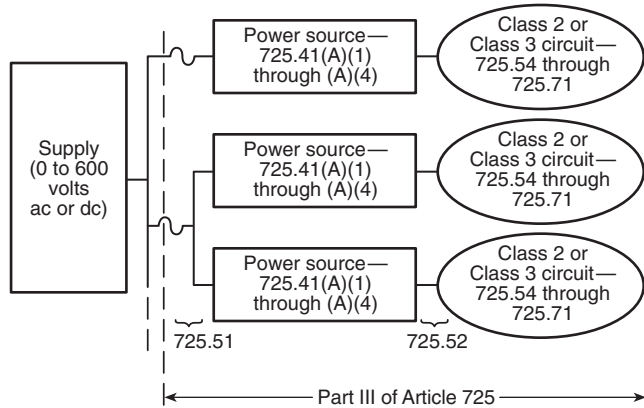 Power source—
725.41(A)(1)
through (A)(4)
Class 2 or
Class 3 circuit—
725.54 through
725.71
Supply
(0 to 600
volts
ac or dc)
Power source—
725.41(A)(1)
through (A)(4)
Class 2 or
Class 3 circuit—
725.54 through
725.71
Power source—
725.41(A)(1)
through (A)(4)
Class 2 or
Class 3 circuit—
725.54 through
725.71
725.51
725.52
Part III of Article 725